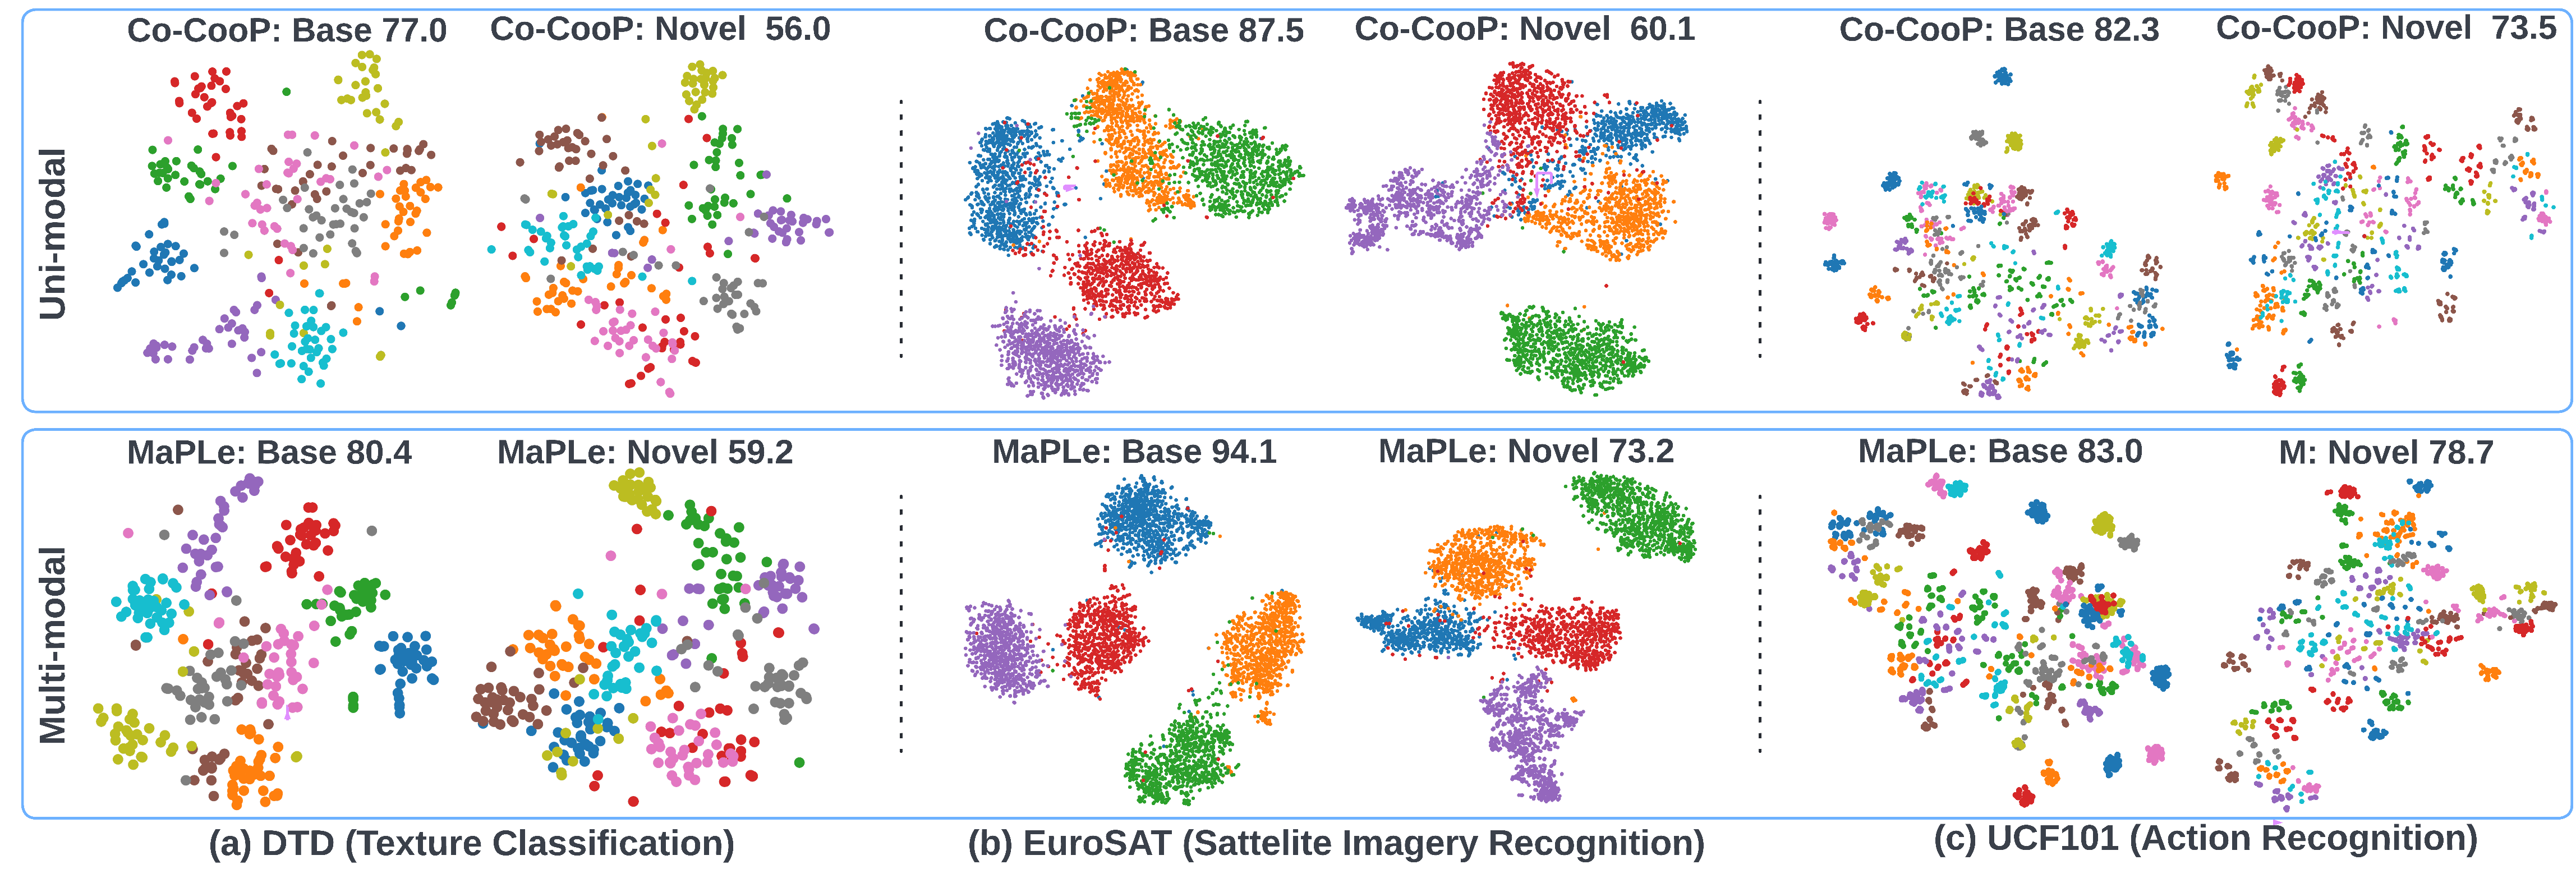 Co-CooP: Base 77.0
Co-CooP: Novel 56.0
Co-CooP: Base 87.5
Co-CooP: Novel 60.1
Co-CooP: Base 82.3
Co-CooP: Novel 73.5
Uni-modal
MaPLe: Base 80.4
MaPLe: Novel 59.2
MaPLe: Base 94.1
MaPLe: Novel 73.2
MaPLe: Base 83.0
M: Novel 78.7
Multi-modal
(a) DTD (Texture Classification)
(b) EuroSAT (Sattelite Imagery Recognition)
(c) UCF101 (Action Recognition)